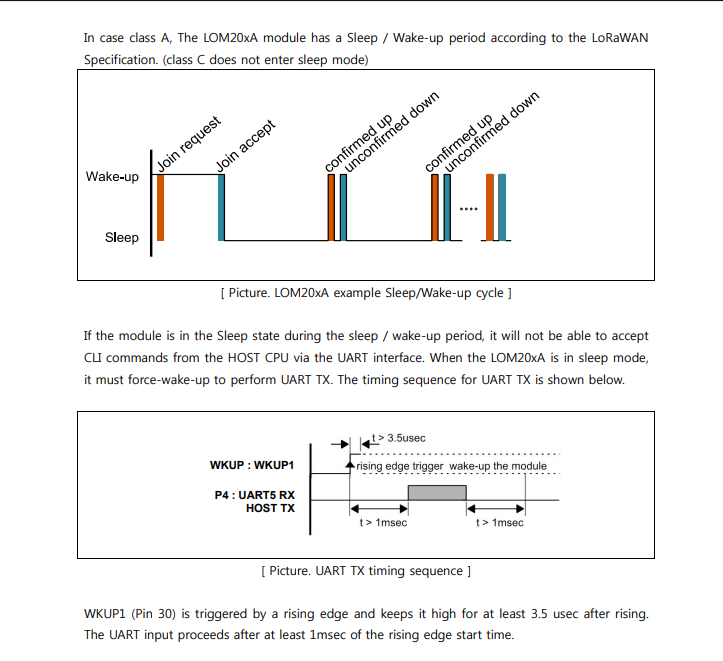 In case class A, The LOM20xA module has a Sleep / Wake-up period according to the LoRaWAN
Specification. (class C does not enter sleep mode)
Join request
Join accept
confirmed up
unconfirmed down
confirmed up
unconfirmed down
Wake-up
....
Sleep
[ Picture. LOM20xA example Sleep/Wake-up cycle ]
If the module is in the Sleep state during the sleep / wake-up period, it will not be able to accept
CLI commands from the HOST CPU via the UART interface. When the LOM20xA is in sleep mode,
it must force-wake-up to perform UART TX. The timing sequence for UART TX is shown below.
t > 3.5usec
WKUP : WKUP1
rising edge trigger wake-up the module
P4 : UART5 RX
HOST TX
t > 1msec
t > 1msec
[ Picture. UART TX timing sequence ]
WKUP1 (Pin 30) is triggered by a rising edge and keeps it high for at least 3.5 usec after rising.
The UART input proceeds after at least 1msec of the rising edge start time.